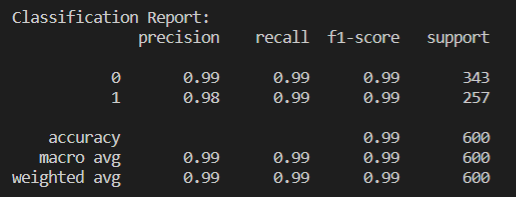 Classification Report:
precision recall f1-score support
0 0.99 0.99 0.99 343
1 0.98 0.99 0.99 257
accuracy 0.99 600
macro avg 0.99 0.99 0.99 600
weighted avg 0.99 0.99 0.99 600